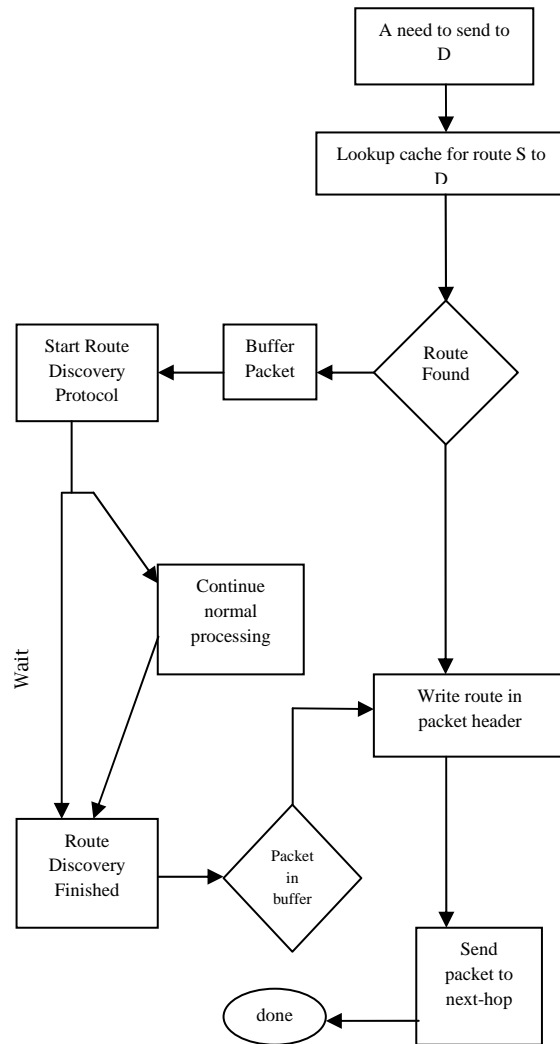 A need to send to
D
Lookup cache for route S to
D
Route
Found
Buffer
Packet
Start Route
Discovery
Protocol
Continue
normal
processing
Wait
Write route in
packet header
Route
Discovery
Finished
Packet
in
buffer
Send
packet to
next-hop
done